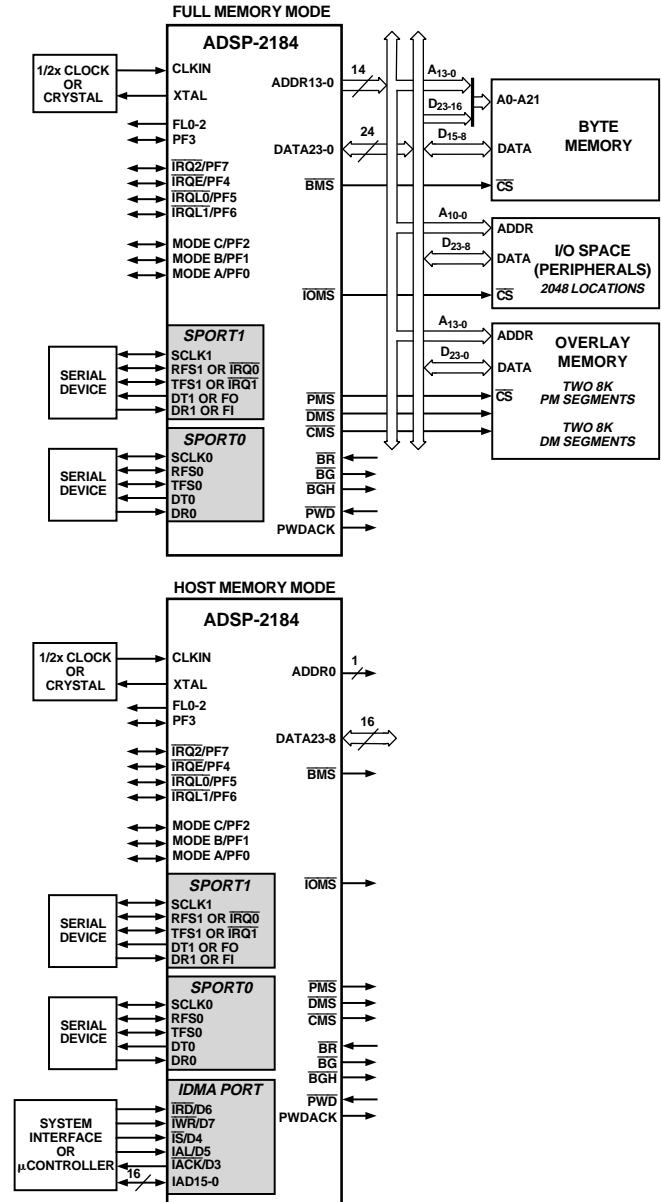 FULL MEMORY MODE
ADSP-2184
1/2x CLOCK
OR
CRYSTAL
CLKIN
XTAL
FL0-2
PF3
IRQ2/PF7
IRQE/PF4
IRQL0/PF5
IRQL1/PF6
MODE C/PF2
MODE B/PF1
MODE A/PF0
SPORT1
SERIAL
DEVICE
SCLK1
RFS1 OR IRQ0
TFS1 OR IRQ1
DT1 OR FO
DR1 OR FI
SPORT0
SERIAL
DEVICE
SCLK0
RFS0
TFS0
DT0
DR0
ADDR13-0
14
DATA23-0
24
BMS
IOMS
PMS
DMS
CMS
BR
BG
BGH
PWD
PWDACK
A13-0
D23-16
D15-8
A0-A21
DATA
CS
BYTE
MEMORY
A10-0
D23-8
ADDR
DATA
CS
I/O SPACE
(PERIPHERALS)
2048 LOCATIONS
A13-0
D23-0
ADDR
DATA
CS
OVERLAY
MEMORY
TWO 8K
PM SEGMENTS
TWO 8K
DM SEGMENTS
HOST MEMORY MODE
ADSP-2184
1/2x CLOCK
OR
CRYSTAL
CLKIN
XTAL
FL0-2
PF3
IRQ2/PF7
IRQE/PF4
IRQL0/PF5
IRQL1/PF6
MODE C/PF2
MODE B/PF1
MODE A/PF0
SPORT1
SERIAL
DEVICE
SCLK1
RFS1 OR IRQ0
TFS1 OR IRQ1
DT1 OR FO
DR1 OR FI
SPORT0
SERIAL
DEVICE
SCLK0
RFS0
TFS0
DT0
DR0
IDMA PORT
SYSTEM
INTERFACE
OR
μCONTROLLER
IRD/D6
IWR/D7
IS/D4
IAL/D5
IACK/D3
16
IAD15-0
ADDR0
1
DATA23-8
16
BMS
IOMS
PMS
DMS
CMS
BR
BG
BGH
PWD
PWDACK